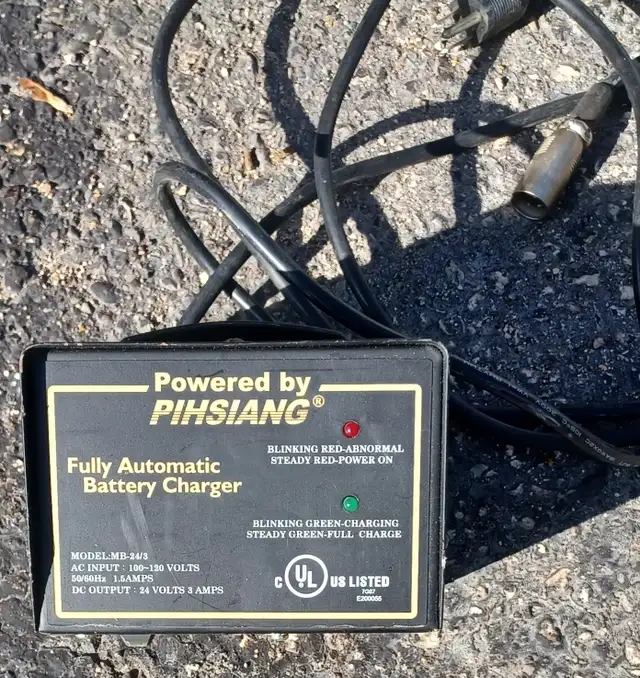 Powered by
PIHSIANG®
BLINKING RED-ABNORMAL
STEADY RED-POWER ON
Fully Automatic
Battery Charger
BLINKING GREEN-CHARGING
STEADY GREEN-FULL CHARGE
MODEL:MB-24/3
AC INPUT : 100~120 VOLTS
50/60Hz 1.5AMPS
DC OUTPUT : 24 VOLTS 3 AMPS
C UL US LISTED
7G87
E200055